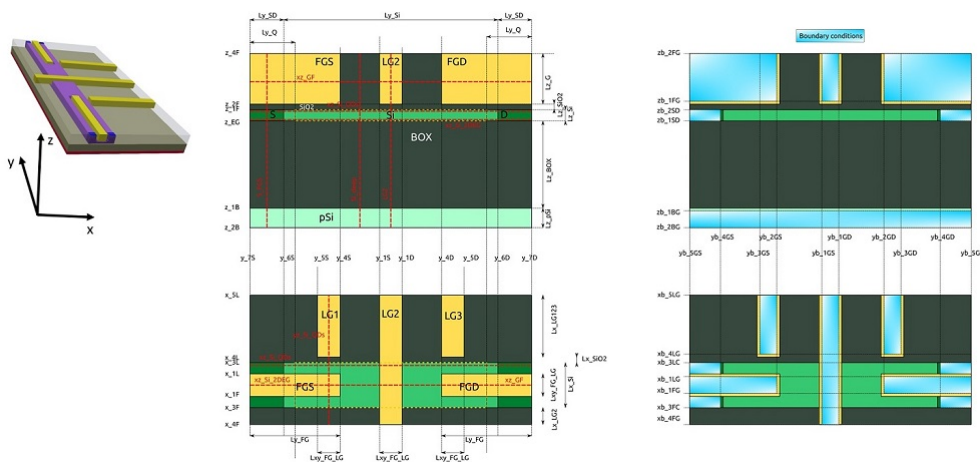 z
y
x
Ly_SD
Ly_Si
Ly_SD
Ly_Q
Ly_Q
z_4F
FGS
LG2
FGD
xz_GF
Lz_G
z_1F
SiO2
Lz_SiO2
Lz_Si
z_EG
S
Si
D
BOX
Lz_BOX
z_1B
pSi
Lz_pSi
z_2B
y_7S
y_6S
y_5S
y_4S
y_1S
y_1D
y_4D
y_5D
y_6D
y_7D
x_5L
LG1
LG2
LG3
Lx_LG123
Lx_SiO2
x_1L
xz_Si_2DEG
xz_GF
FGS
FGD
Lxy_FG_LG
Lx_Si
x_1F
x_3F
Lx_LG2
x_4F
Ly_FG
Ly_FG
Lxy_FG_LG
Lxy_FG_LG
Lxy_FG_LG
Boundary conditions
zb_2FG
zb_1FG
zb_2SD
zb_1SD
zb_1BG
zb_2BG
yb_4GS
yb_2GS
yb_1GD
yb_2GD
yb_4GD
yb_5GS
yb_3GS
yb_1GS
yb_3GD
xb_5LG
xb_4LG
xb_3LC
xb_1LG
xb_1FG
xb_3FC
xb_4FG